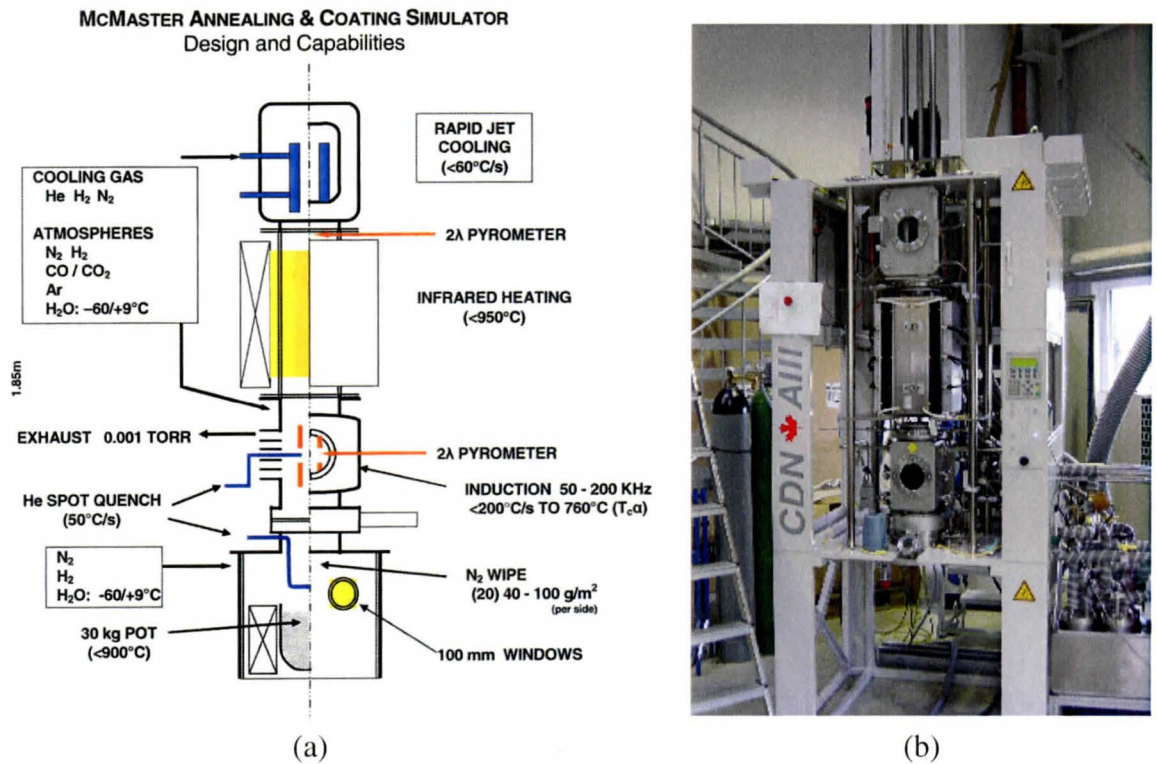 MCMASTER ANNEALING & COATING SIMULATOR
Design and Capabilities
RAPID JET
COOLING
(<60°C/s)
COOLING GAS
He H₂ N₂
ATMOSPHERES
N₂ H₂
CO / CO₂
Ar
H₂O: –60/+9°C
2λ PYROMETER
INFRARED HEATING
(<950°C)
1.85m
EXHAUST 0.001 TORR
2λ PYROMETER
He SPOT QUENCH
(50°C/s)
INDUCTION 50 - 200 KHz
<200°C/s TO 760°C (T꜀α)
N₂
H₂
H₂O: -60/+9°C
N₂ WIPE
(20) 40 - 100 g/m²
(per side)
30 kg POT
(<900°C)
100 mm WINDOWS
(a)
CDN AIII
(b)